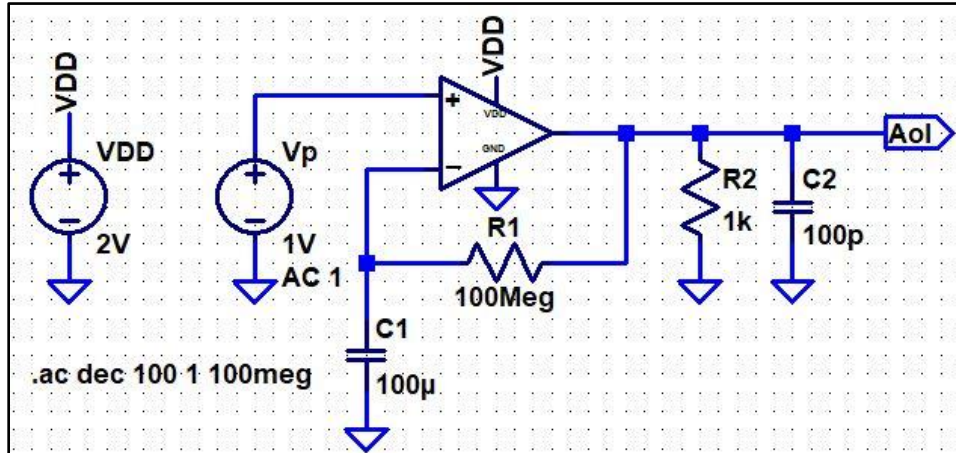 VDD
VDD
2V
Vp
1V
AC 1
VDD
+
VDD
GND
−
R1
100Meg
C1
100µ
R2
1k
C2
100p
Aol
.ac dec 100 1 100meg